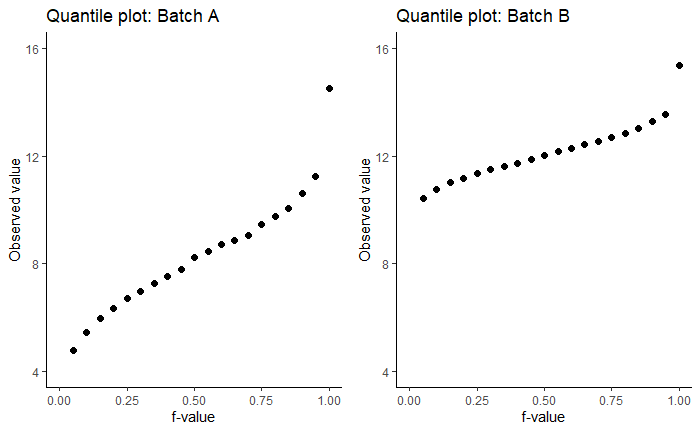 Quantile plot: Batch A
16
12
8
4
Observed value
0.00 0.25 0.50 0.75 1.00
f-value
Quantile plot: Batch B
16
12
8
4
Observed value
0.00 0.25 0.50 0.75 1.00
f-value